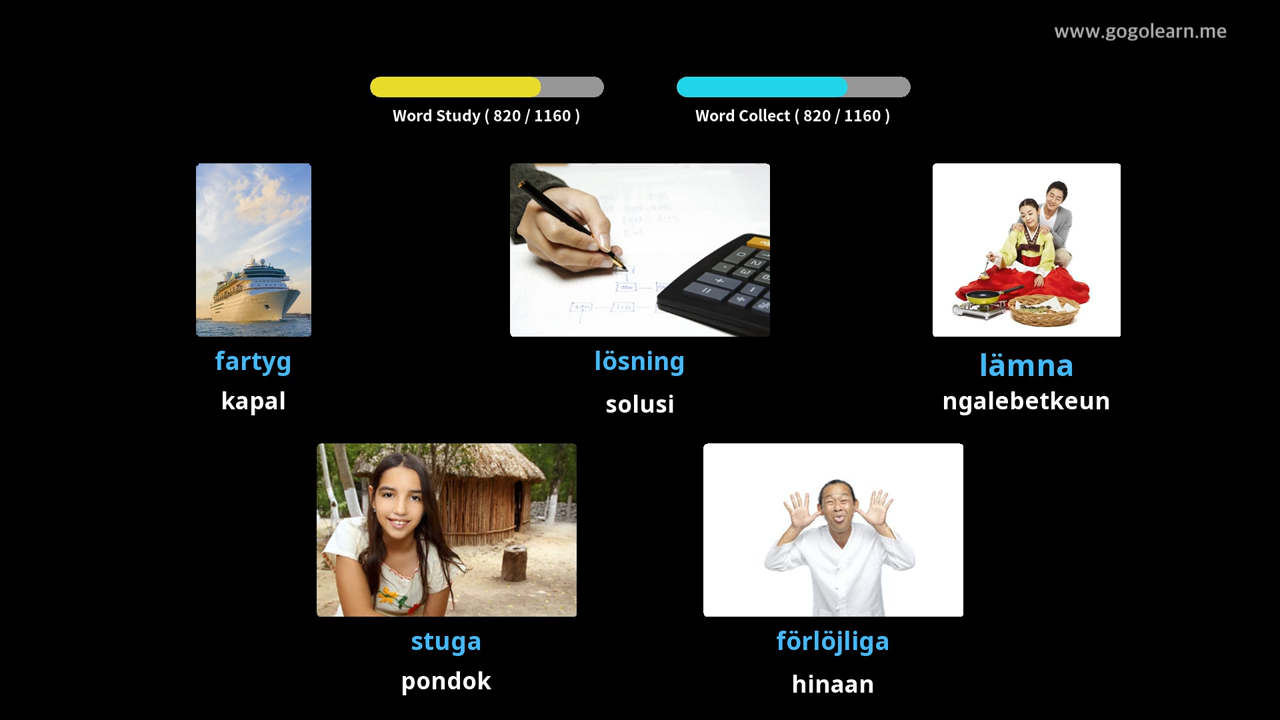 www.gogolearn.me
Word Study ( 820 / 1160 )
Word Collect ( 820 / 1160 )
fartyg
kapal
lösning
solusi
lämna
ngalebetkeun
stuga
pondok
förlöjliga
hinaan